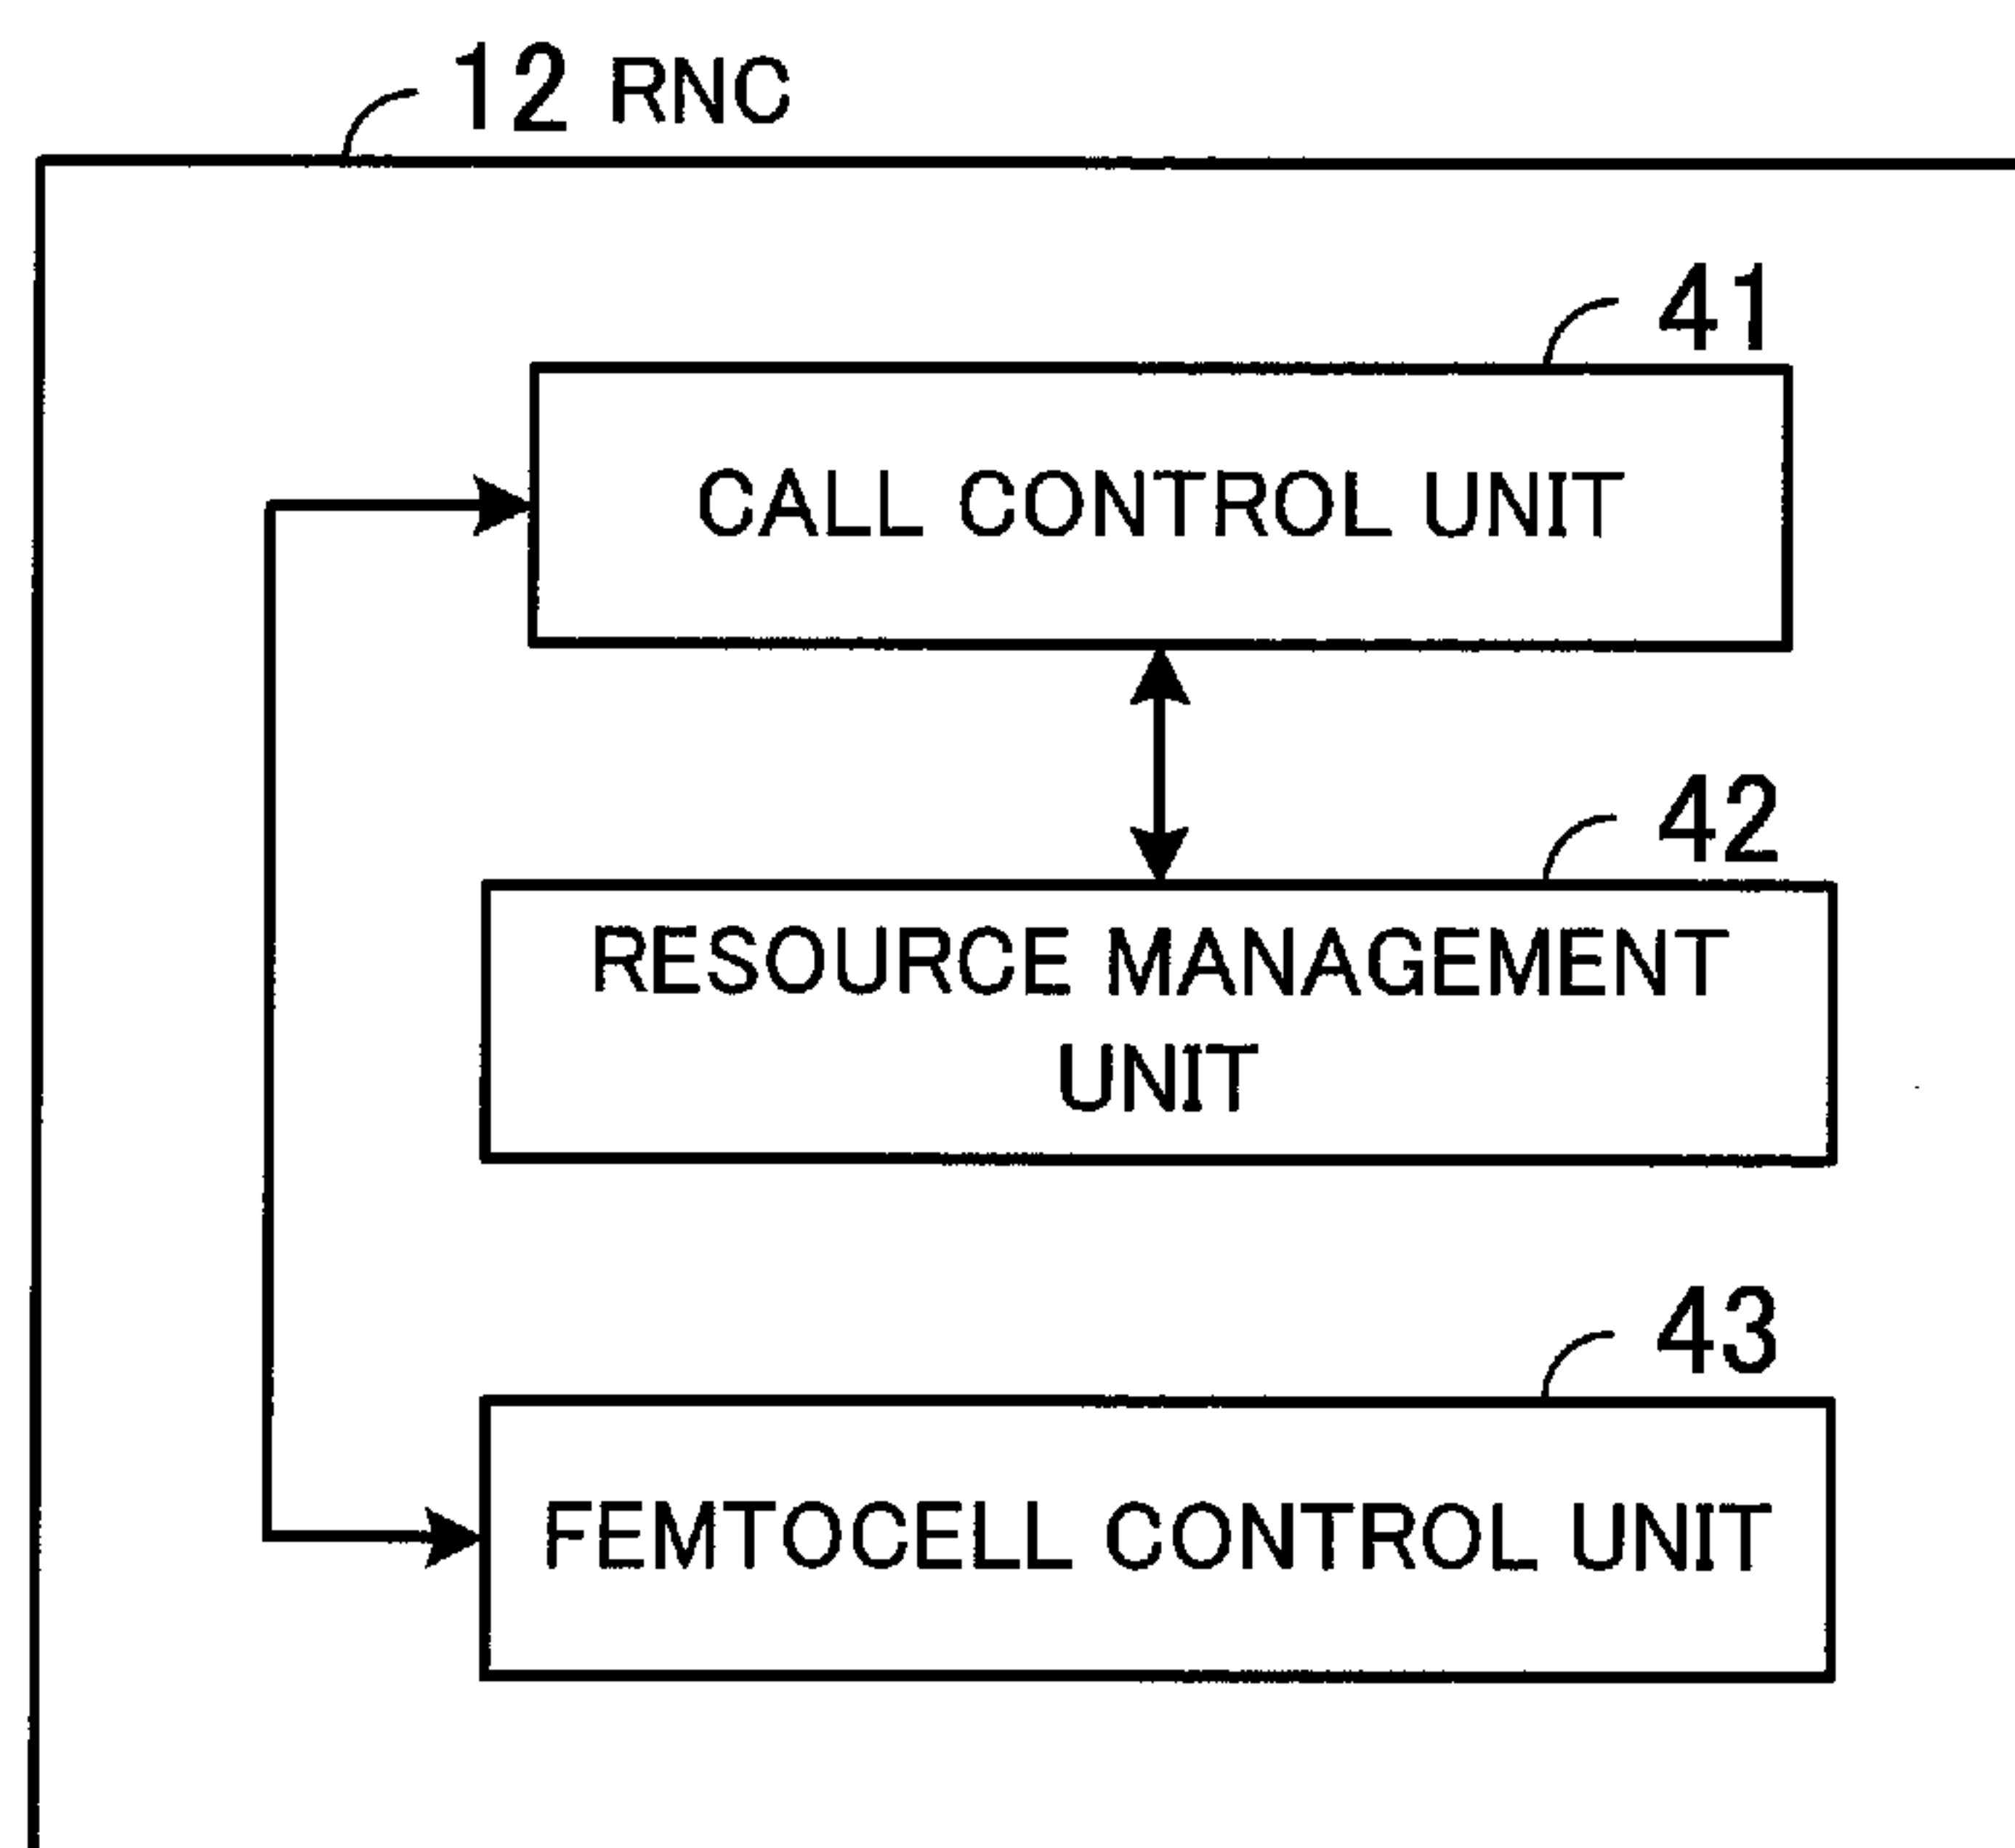 12 RNC
41
CALL CONTROL UNIT
42
RESOURCE MANAGEMENT
UNIT
43
FEMTOCELL CONTROL UNIT